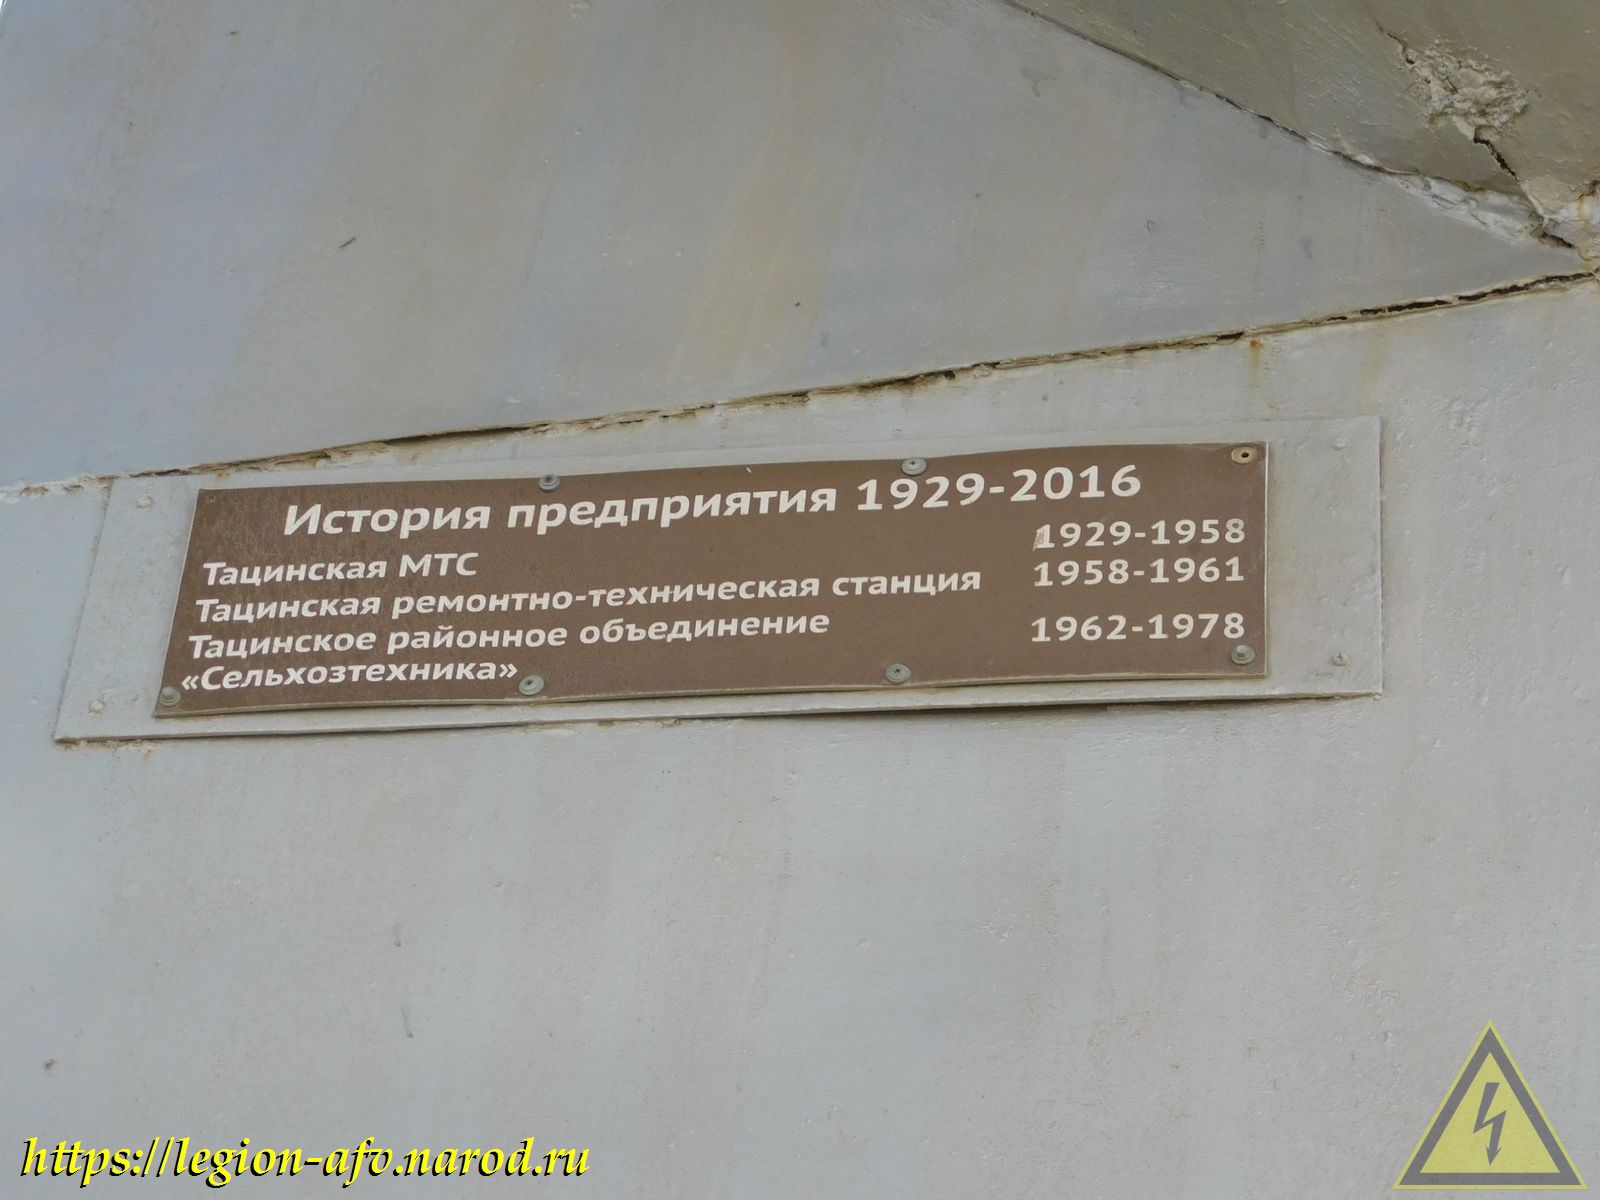 История предприятия 1929-2016
Тацинская МТС 1929-1958
Тацинская ремонтно-техническая станция 1958-1961
Тацинское районное объединение 1962-1978
«Сельхозтехника»
https://legion-afv.narod.ru